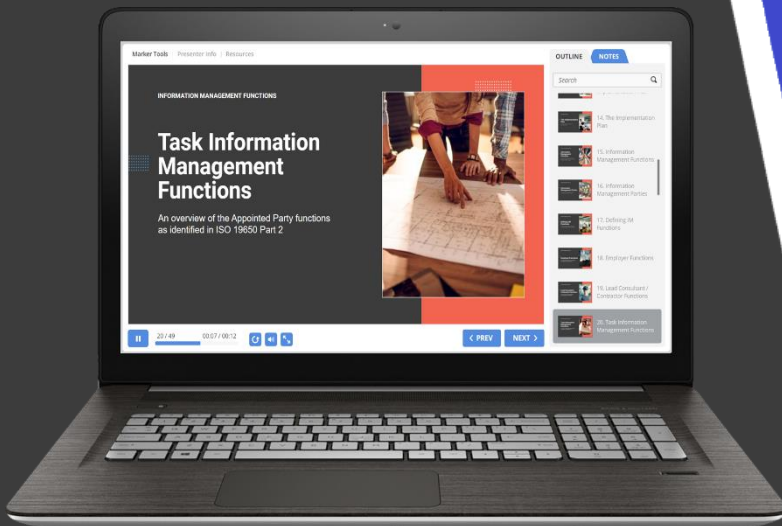 Marker Tools | Presenter Info | Resources
INFORMATION MANAGEMENT FUNCTIONS
Task Information
Management
Functions
An overview of the Appointed Party functions
as identified in ISO 19650 Part 2
20 / 49
00:07 / 08:12
PREV
NEXT
OUTLINE
NOTES
Search
14. The Implementation
Plan
15. Information
Management Functions
16. Information
Management Parties
17. Defining IM
Functions
18. Employer Functions
19. Lead Consultant /
Contractor Functions
20. Task Information
Management Functions